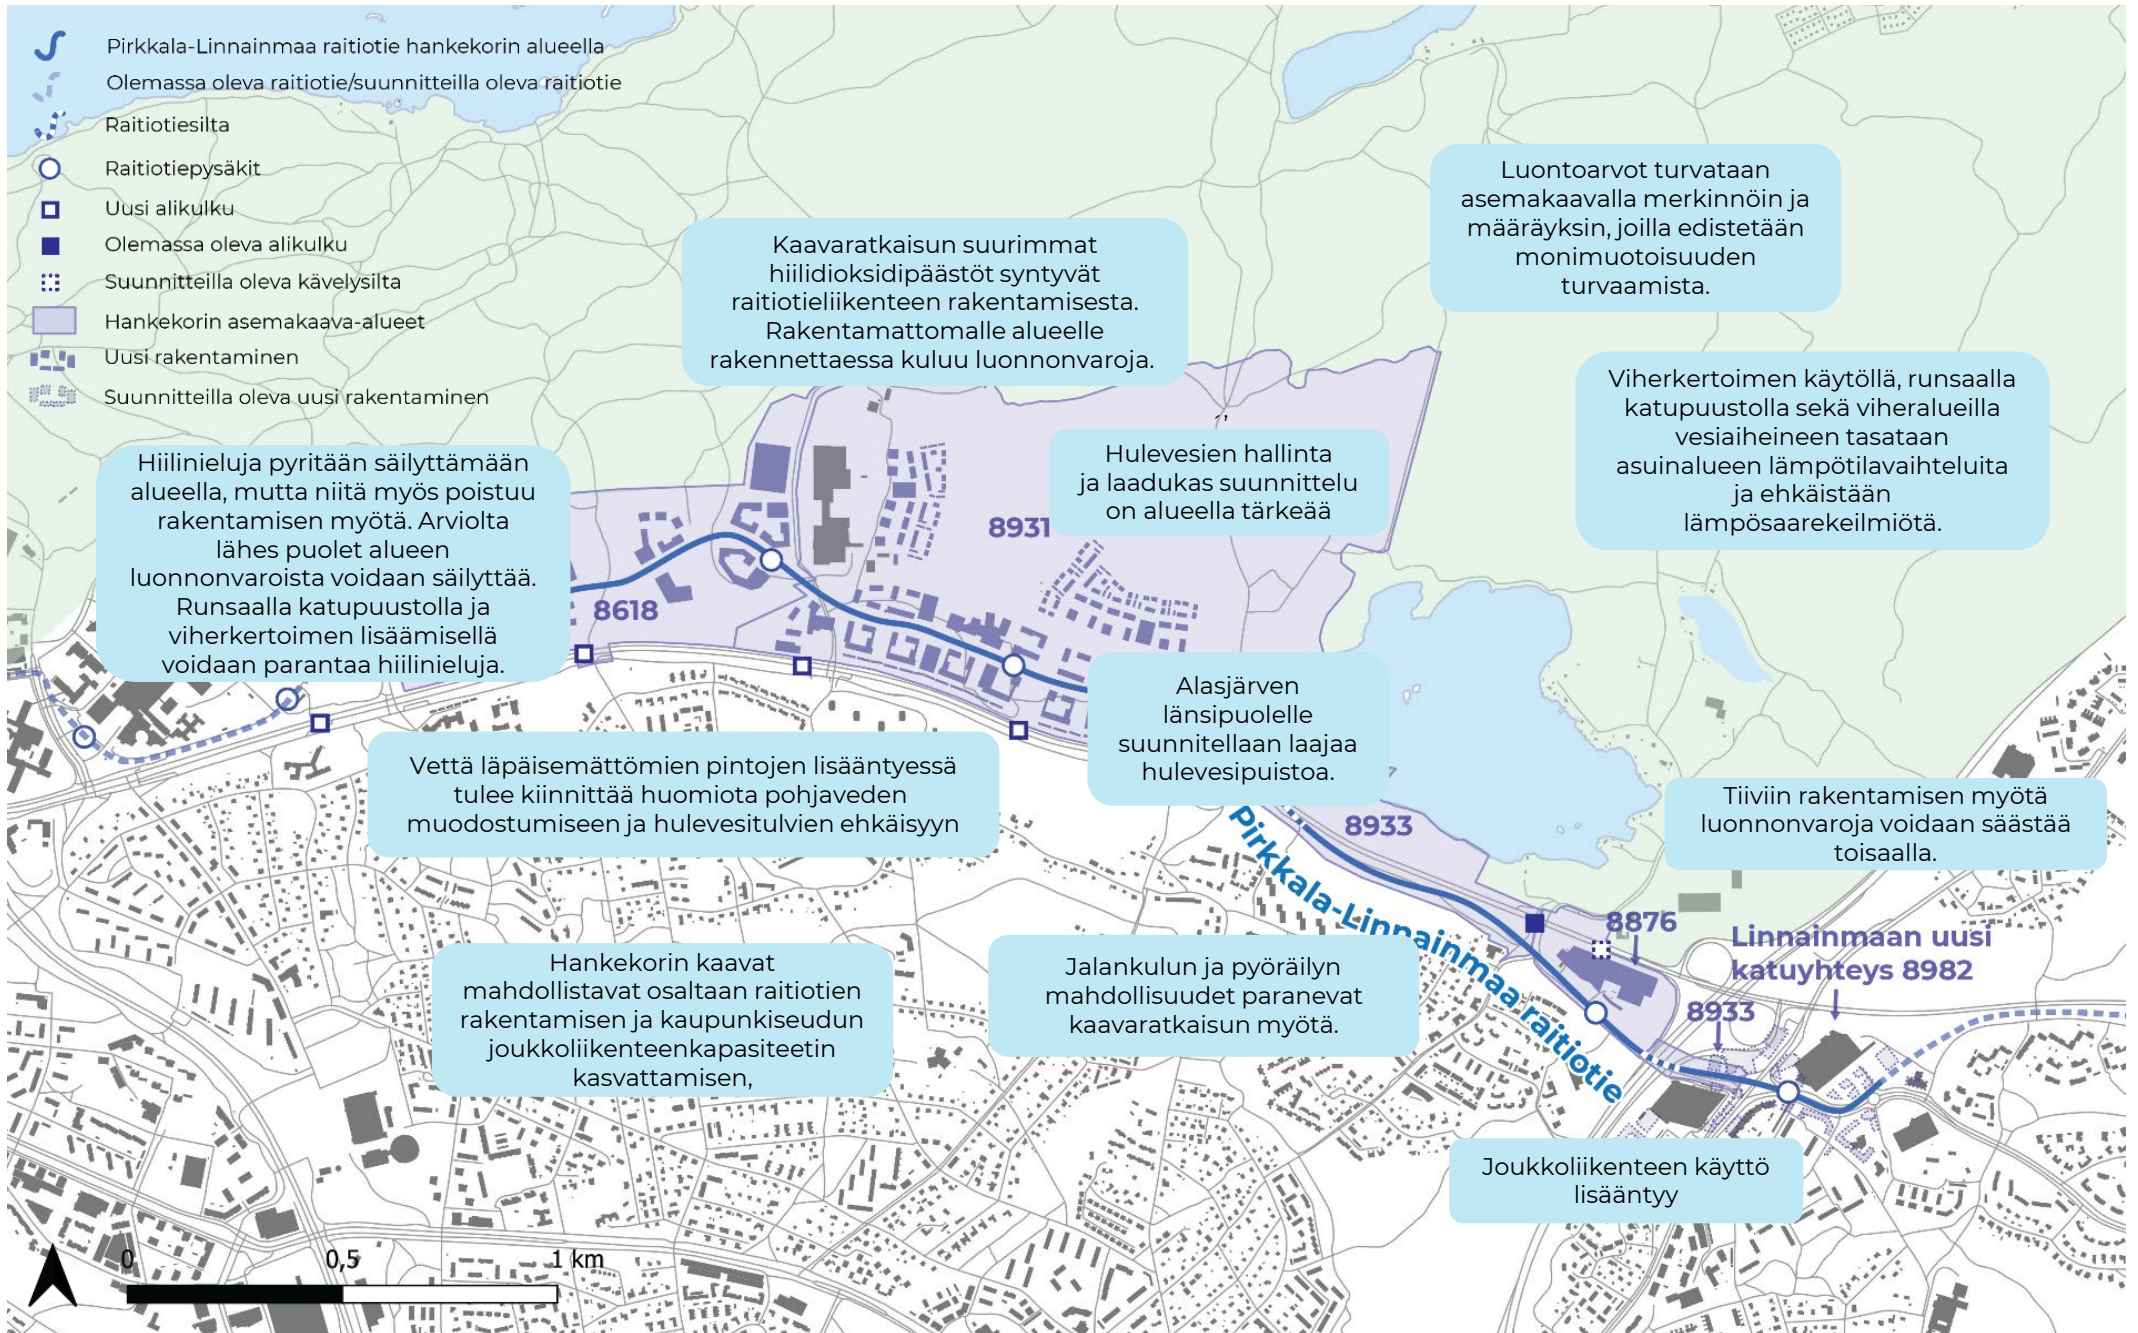 Pirkkala-Linnainmaa raitiotie hankekorin alueella
Olemassa oleva raitiotie/suunnitteilla oleva raitiotie
Raitiotiesilta
Raitiotiepysäkit
Uusi alikulku
Olemassa oleva alikulku
Suunnitteilla oleva kävelysilta
Hankekorin asemakaava-alueet
Uusi rakentaminen
Suunnitteilla oleva uusi rakentaminen
Luontoarvot turvataan
asemakaavalla merkinnöin ja
määräyksin, joilla edistetään
monimuotoisuuden
turvaamista.
Kaavaratkaisun suurimmat
hiilidioksidipäästöt syntyvät
raitiotieliikenteen rakentamisesta.
Rakentamattomalle alueelle
rakennettaessa kuluu luonnonvaroja.
Viherkertoimen käytöllä, runsaalla
katupuustolla sekä viheralueilla
vesiaiheineen tasataan
asuinalueen lämpötilavaihteluita
ja ehkäistään
lämpösaarekeilmiötä.
Hiilinieluja pyritään säilyttämään
alueella, mutta niitä myös poistuu
rakentamisen myötä. Arviolta
lähes puolet alueen
luonnonvaroista voidaan säilyttää.
Runsaalla katupuustolla ja
viherkertoimen lisäämisellä
voidaan parantaa hiilinieluja.
Hulevesien hallinta
ja laadukas suunnittelu
on alueella tärkeää
8931
8618
Alasjärven
länsipuolelle
suunnitellaan laajaa
hulevesipuistoa.
Vettä läpäisemättömien pintojen lisääntyessä
tulee kiinnittää huomiota pohjaveden
muodostumiseen ja hulevesitulvien ehkäisyyn
8933
Tiiviin rakentamisen myötä
luonnonvaroja voidaan säästää
toisaalla.
Pirkkala-Linnainmaa raitiotie
8876
Linnainmaan uusi
katuyhteys 8982
8933
Hankekorin kaavat
mahdollistavat osaltaan raitiotien
rakentamisen ja kaupunkiseudun
joukkoliikenteenkapasiteetin
kasvattamisen,
Jalankulun ja pyöräilyn
mahdollisuudet paranevat
kaavaratkaisun myötä.
Joukkoliikenteen käyttö
lisääntyy
0 0,5 1 km